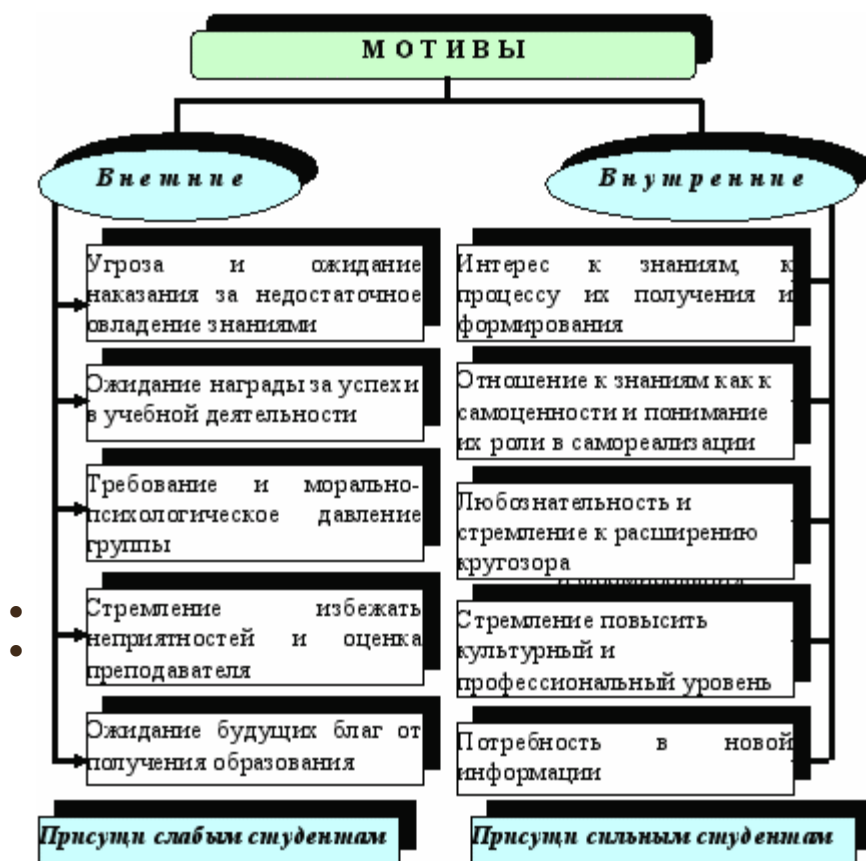 МОТИВЫ
Внешние
Угроза и ожидание
наказания за недостаточное
овладение знаниями
Ожидание награды за успехи
в учебной деятельности
Требование и морально-
психологическое давление
группы
Стремление избежать
неприятностей и оценка
преподавателя
Ожидание будущих благ от
получения образования
Присущи слабым студентам
Внутренние
Интерес к знаниям, к
процессу их получения и
формирования
Отношение к знаниям как к
самоценности и понимание
их роли в самореализации
Любознательность и
стремление к расширению
кругозора
Стремление повысить
культурный и
профессиональный уровень
Потребность в новой
информации
Присущи сильным студентам